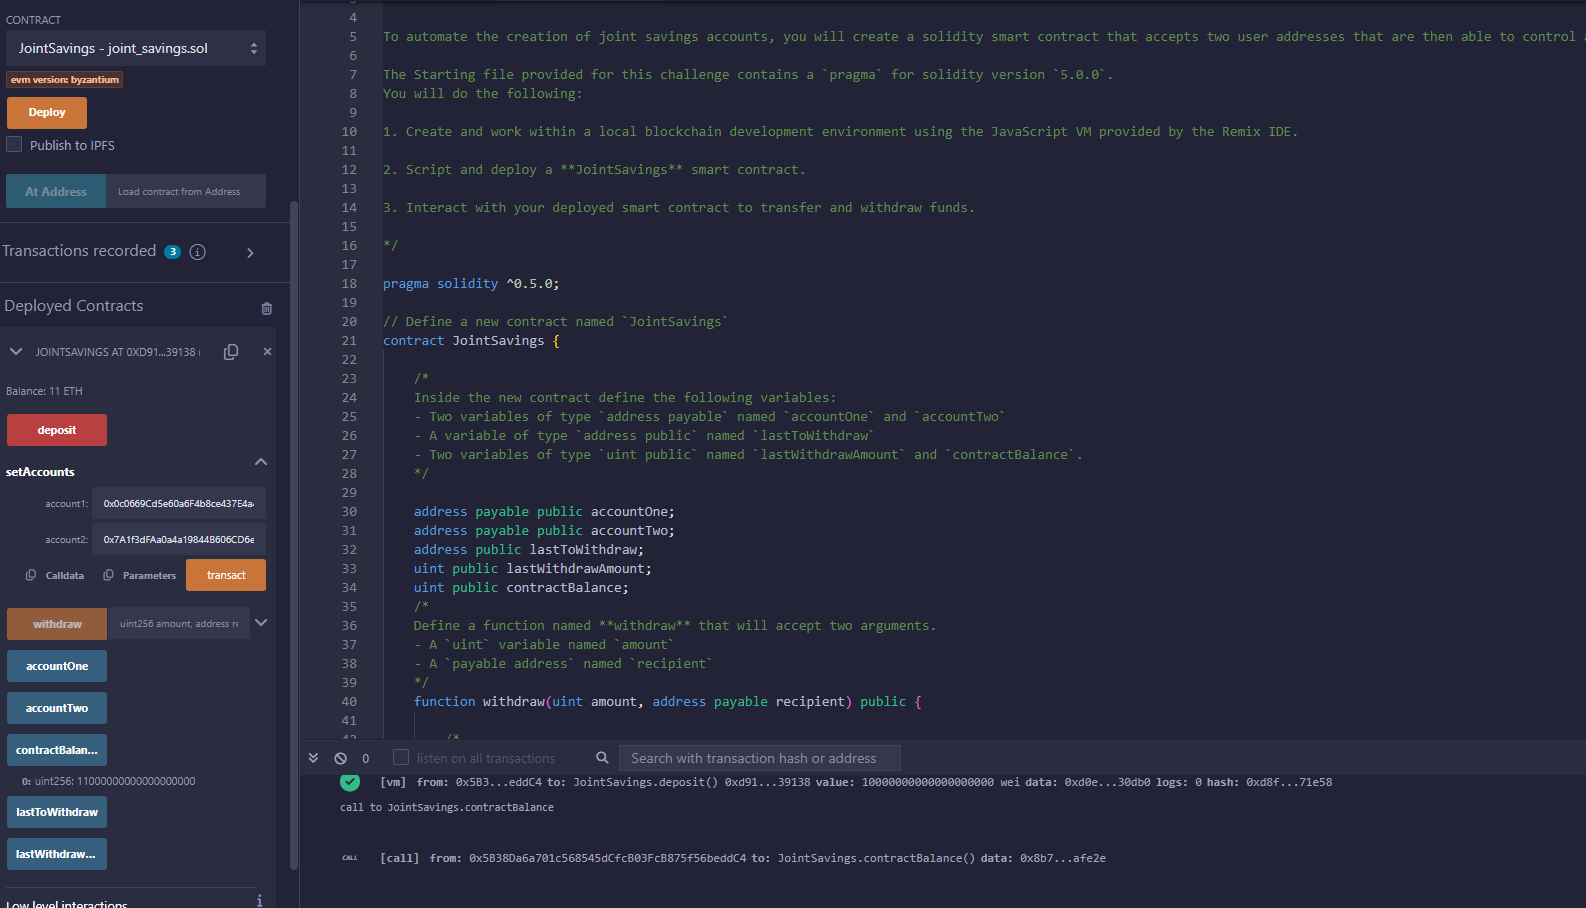 CONTRACT
JointSavings - joint_savings.sol
evm version: byzantium
Deploy
Publish to IPFS
At Address
Load contract from Address
Transactions recorded 3 i
Deployed Contracts
JOINTSAVINGS AT 0XD91...39138
Balance: 11 ETH
deposit
setAccounts
account1: 0x0c0669Cd5e60a6F4b8ce437E4a
account2: 0x7A1f3dFAa0a4a19844B606CD6e
Calldata
Parameters
transact
withdraw
uint256 amount, address re
accountOne
accountTwo
contractBalan...
0: uint256: 11000000000000000000
lastToWithdraw
lastWithdraw...
Low level interactions i
4
5 To automate the creation of joint savings accounts, you will create a solidity smart contract that accepts two user addresses that are then able to control
6
7 The Starting file provided for this challenge contains a `pragma` for solidity version `5.0.0`.
8 You will do the following:
9
10 1. Create and work within a local blockchain development environment using the JavaScript VM provided by the Remix IDE.
11
12 2. Script and deploy a **JointSavings** smart contract.
13
14 3. Interact with your deployed smart contract to transfer and withdraw funds.
15
16 */
17
18 pragma solidity ^0.5.0;
19
20 // Define a new contract named `JointSavings`
21 contract JointSavings {
22
23 /*
24 Inside the new contract define the following variables:
25 - Two variables of type `address payable` named `accountOne` and `accountTwo`
26 - A variable of type `address public` named `lastToWithdraw`
27 - Two variables of type `uint public` named `lastWithdrawAmount` and `contractBalance`.
28 */
29
30 address payable public accountOne;
31 address payable public accountTwo;
32 address public lastToWithdraw;
33 uint public lastWithdrawAmount;
34 uint public contractBalance;
35 /*
36 Define a function named **withdraw** that will accept two arguments.
37 - A `uint` variable named `amount`
38 - A `payable address` named `recipient`
39 */
40 function withdraw(uint amount, address payable recipient) public {
41
42 /*
0
listen on all transactions
Search with transaction hash or address
[vm] from: 0x5B3...eddC4 to: JointSavings.deposit() 0xd91...39138 value: 10000000000000000000 wei data: 0xd0e...30db0 logs: 0 hash: 0xd8f...71e58
call to JointSavings.contractBalance
CALL [call] from: 0x5B38Da6a701c568545dCfcB03FcB875f56beddC4 to: JointSavings.contractBalance() data: 0x8b7...afe2e